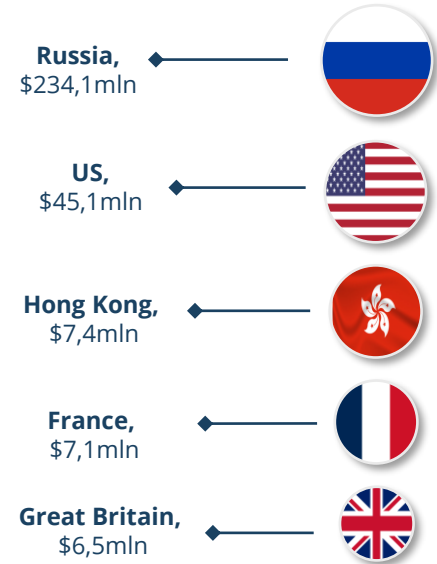 Russia,
$234,1mln
US,
$45,1mln
Hong Kong,
$7,4mln
France,
$7,1mln
Great Britain,
$6,5mln